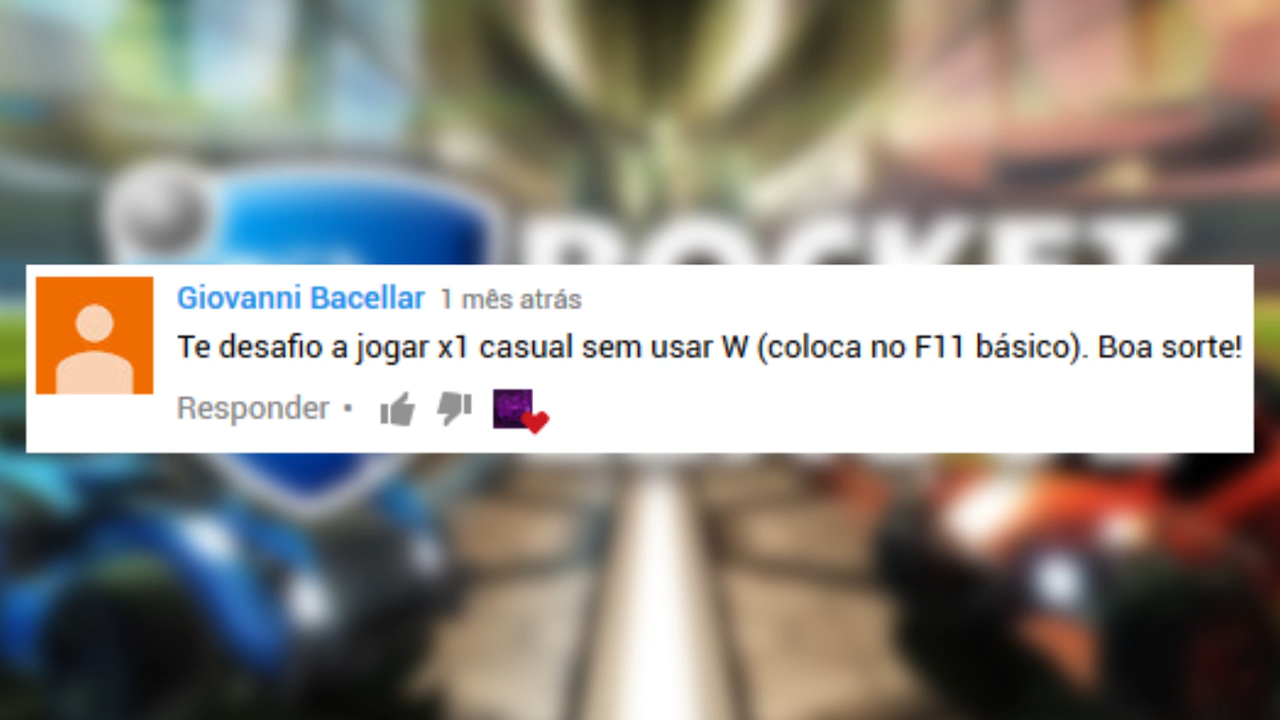 ROCKET
Giovanni Bacellar 1 mês atrás
Te desafio a jogar x1 casual sem usar W (coloca no F11 básico). Boa sorte!
Responder •